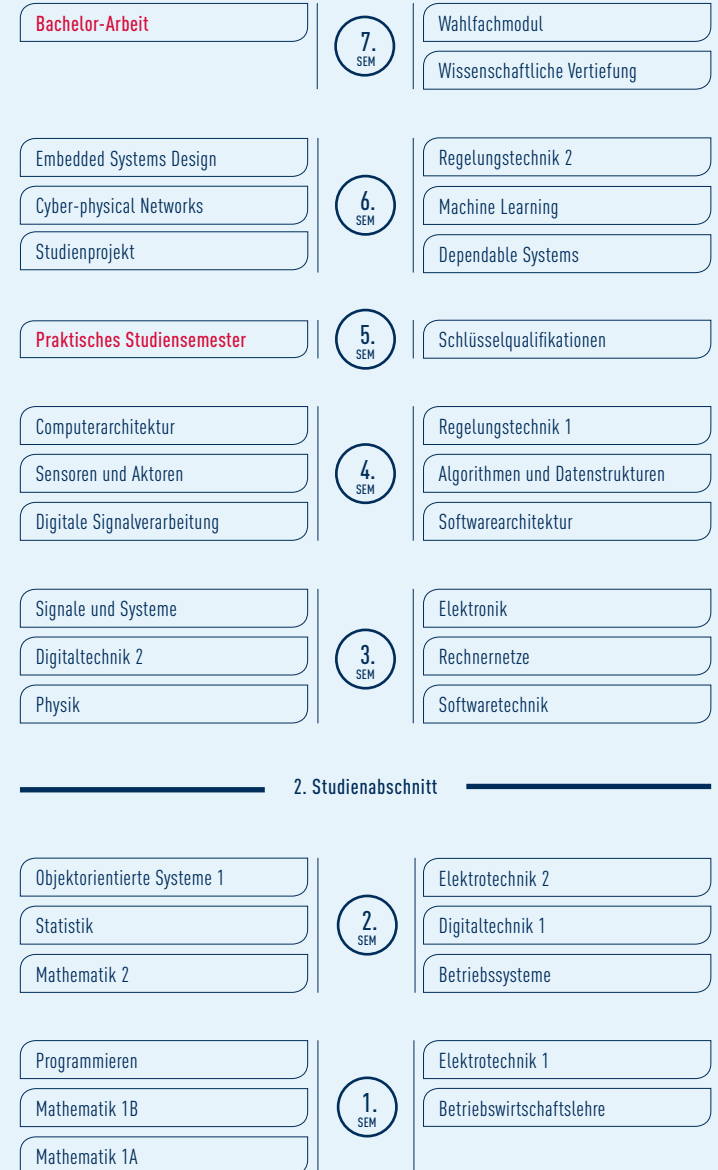 Bachelor-Arbeit
7.
SEM
Wahlfachmodul
Wissenschaftliche Vertiefung
Embedded Systems Design
Cyber-physical Networks
Studienprojekt
6.
SEM
Regelungstechnik 2
Machine Learning
Dependable Systems
Praktisches Studiensemester
5.
SEM
Schlüsselqualifikationen
Computerarchitektur
Sensoren und Aktoren
Digitale Signalverarbeitung
4.
SEM
Regelungstechnik 1
Algorithmen und Datenstrukturen
Softwarearchitektur
Signale und Systeme
Digitaltechnik 2
Physik
3.
SEM
Elektronik
Rechnernetze
Softwaretechnik
2. Studienabschnitt
Objektorientierte Systeme 1
Statistik
Mathematik 2
2.
SEM
Elektrotechnik 2
Digitaltechnik 1
Betriebssysteme
Programmieren
Mathematik 1B
Mathematik 1A
1.
SEM
Elektrotechnik 1
Betriebswirtschaftslehre